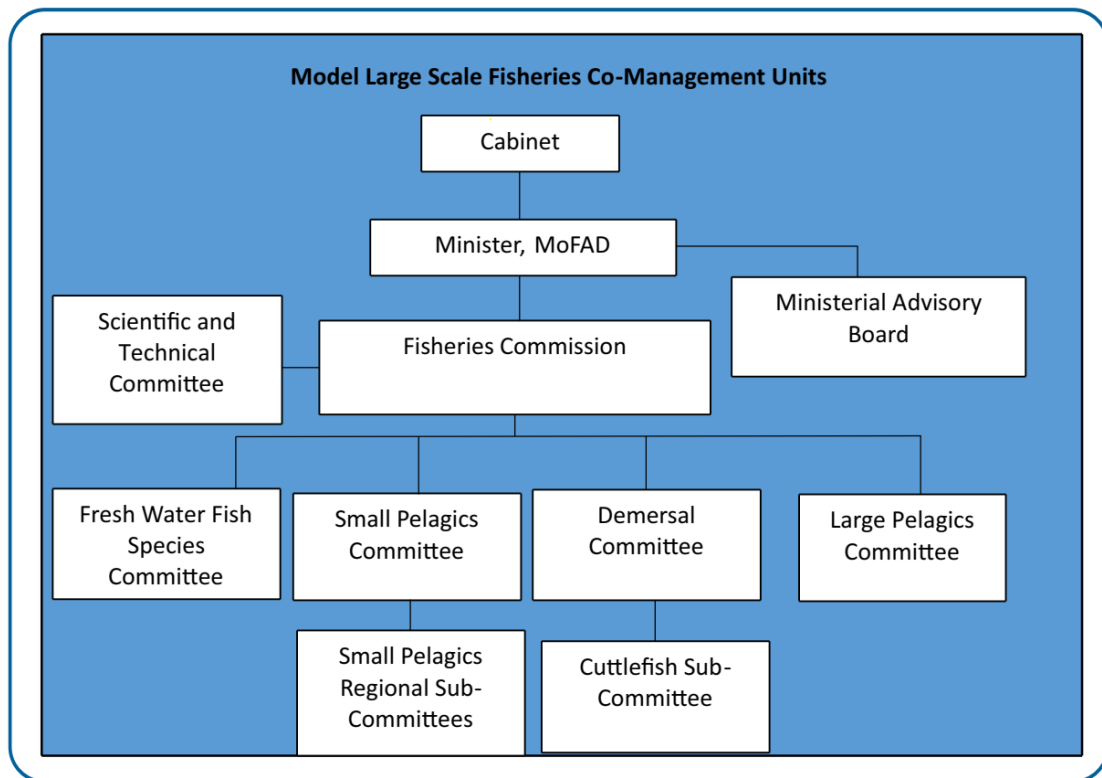 Model Large Scale Fisheries Co-Management Units
Cabinet
Minister, MoFAD
Ministerial Advisory
Board
Scientific and
Technical
Committee
Fisheries Commission
Fresh Water Fish
Species
Committee
Small Pelagics
Committee
Demersal
Committee
Large Pelagics
Committee
Small Pelagics
Regional Sub-
Committees
Cuttlefish Sub-
Committee